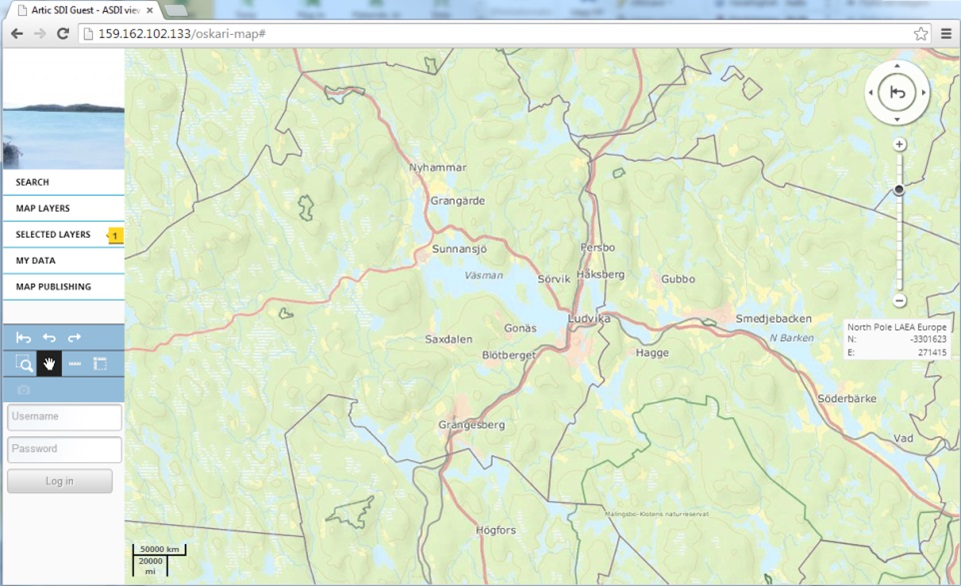 Artic SDI Guest - ASDI view
159.162.102.133/oskari-map#
SEARCH
MAP LAYERS
SELECTED LAYERS 1
MY DATA
MAP PUBLISHING
Username
Password
Log in
Nyhammar
Grangärde
Sunnansjö
Väsman
Persbo
Sörvik
Håksberg
Gubbo
Ludvika
Smedjebacken
Gonäs
N Barken
Saxdalen
Blötberget
Hagge
Söderbärke
Grängesberg
Vad
Malingsbo-Klotens naturreservat
Högfors
North Pole LAEA Europe
N: -3301623
E: 271415
50000 km
20000
mi